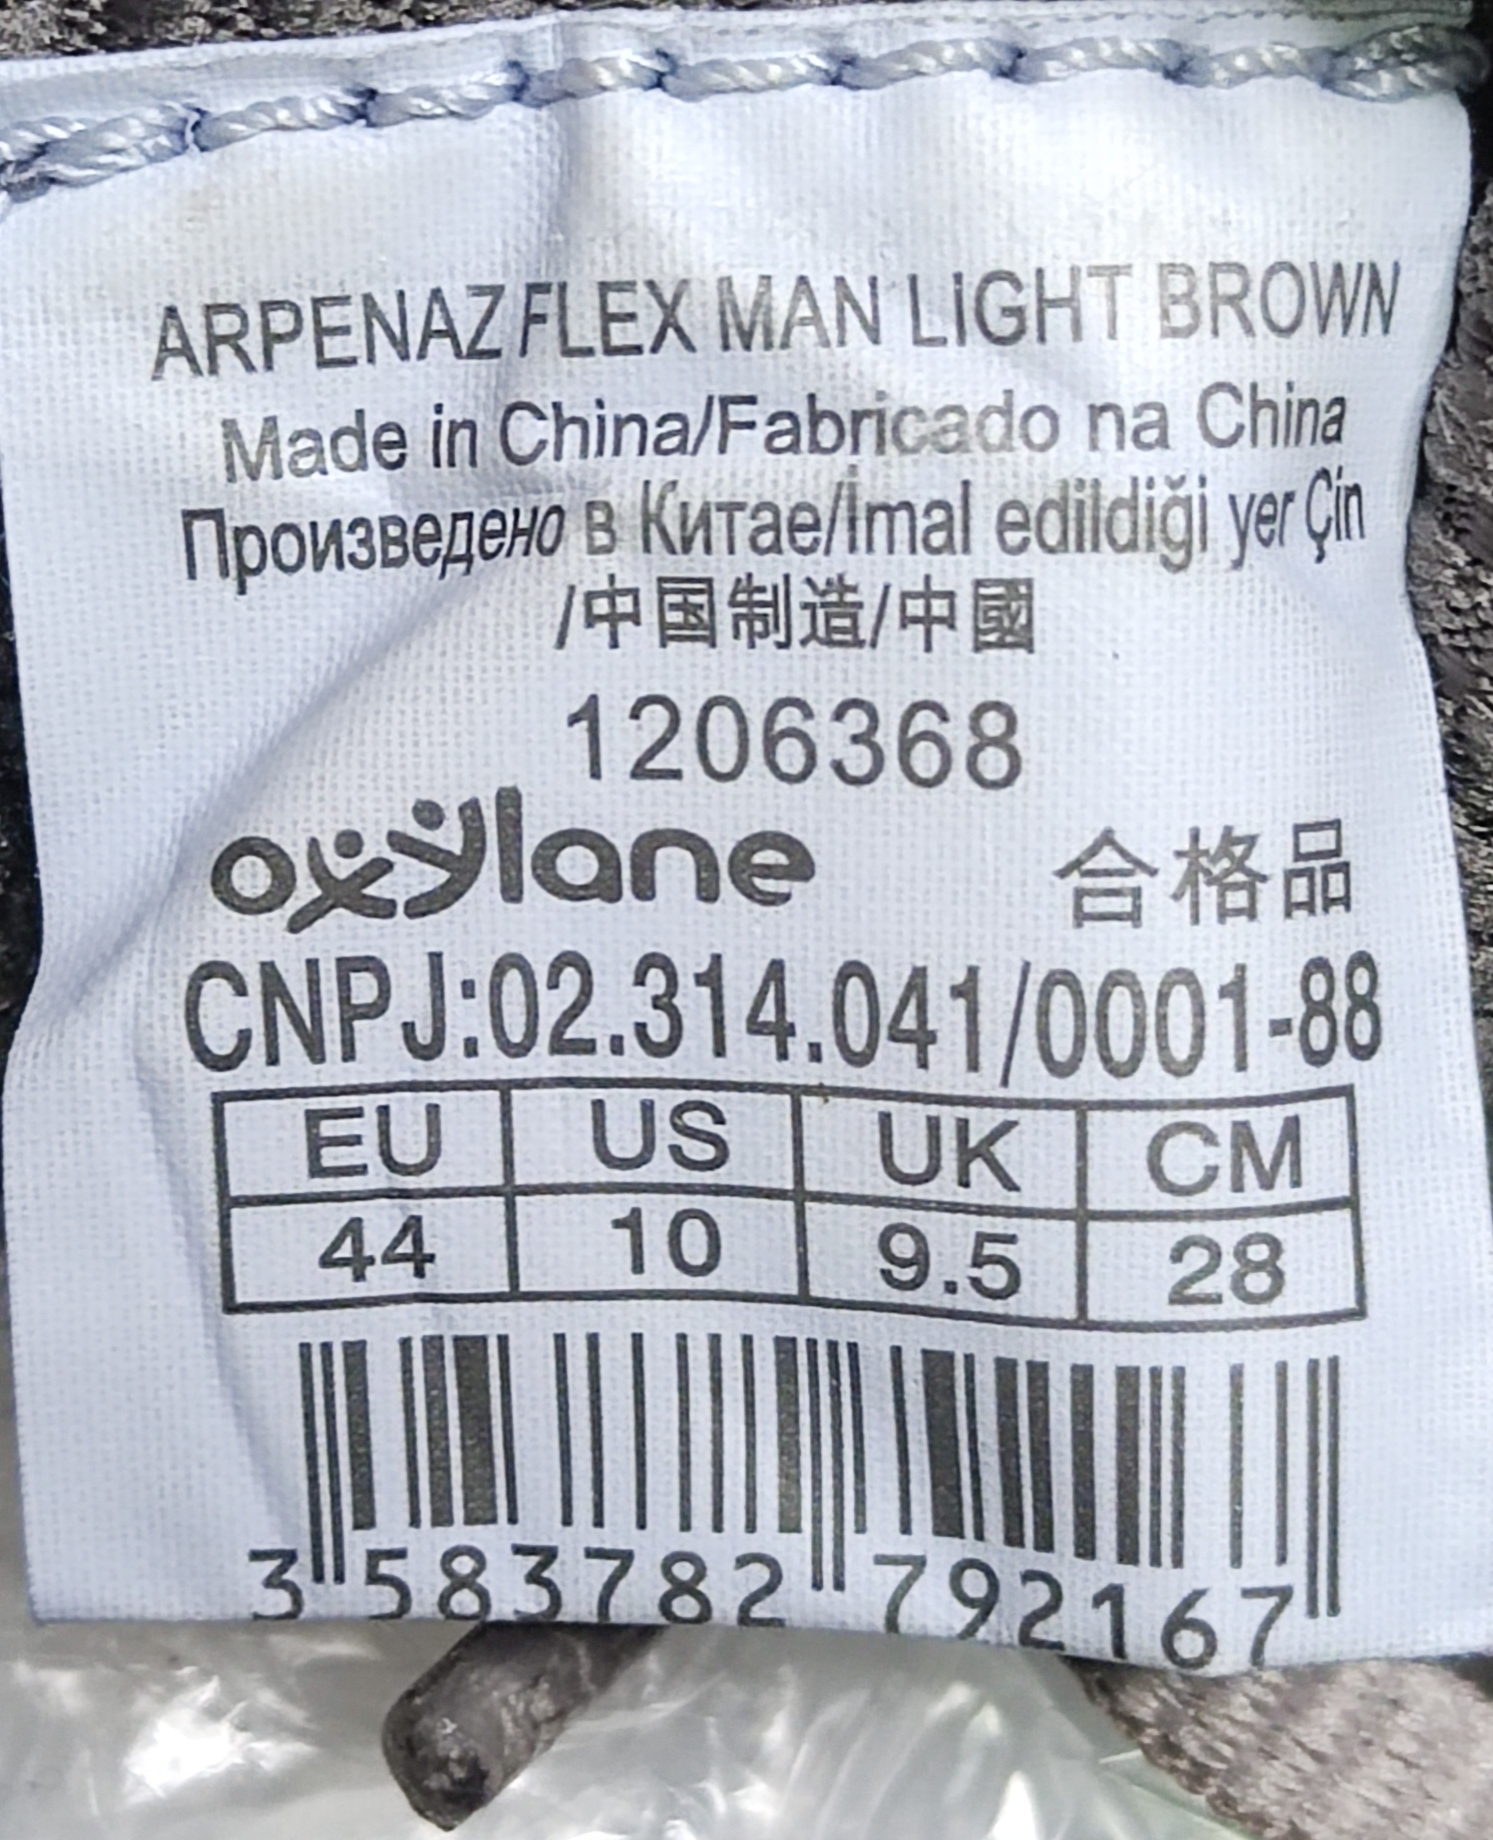 ARPENAZ FLEX MAN LIGHT BROWN
Made in China/Fabricado na China
Произведено в Китае/İmal edildiği yer Çin
/中国制造/中國
1206368
oxylane 合格品
CNPJ:02.314.041/0001-88
EU US UK CM
44 10 9.5 28
3 583782 792167